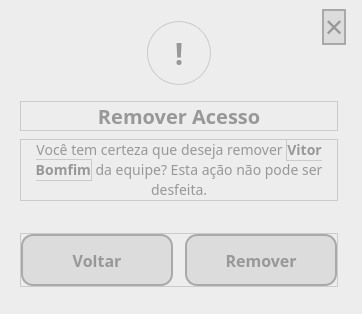 !
Remover Acesso
Você tem certeza que deseja remover Vitor
Bomfim da equipe? Esta ação não pode ser
desfeita.
Voltar
Remover